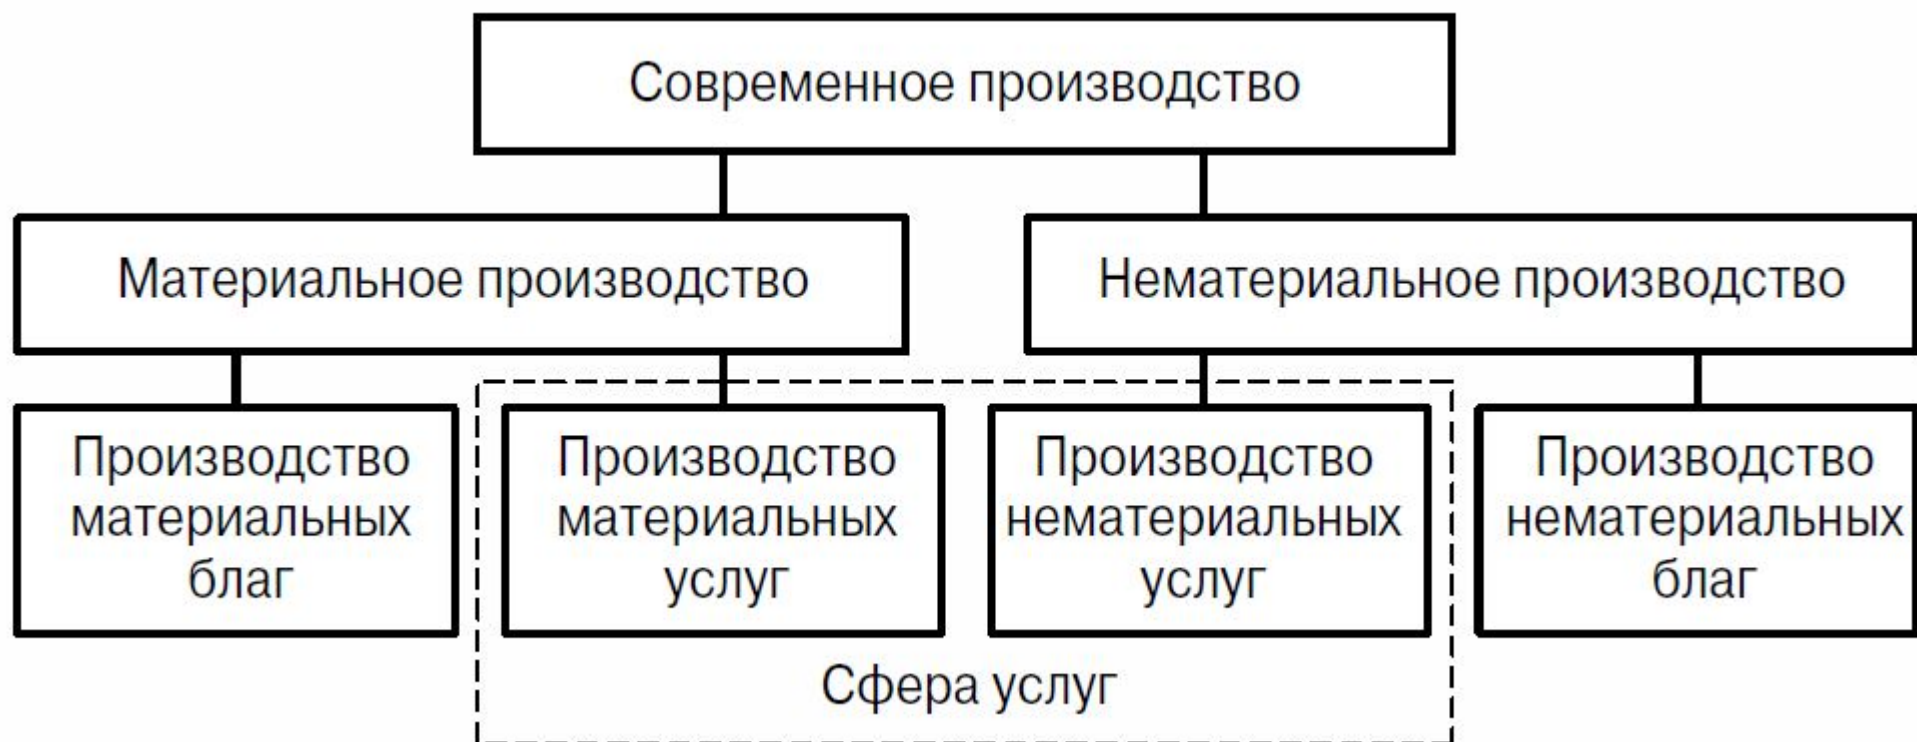 Современное производство
Материальное производство
Нематериальное производство
Производство
материальных
благ
Производство
материальных
услуг
Производство
нематериальных
услуг
Производство
нематериальных
благ
Сфера услуг